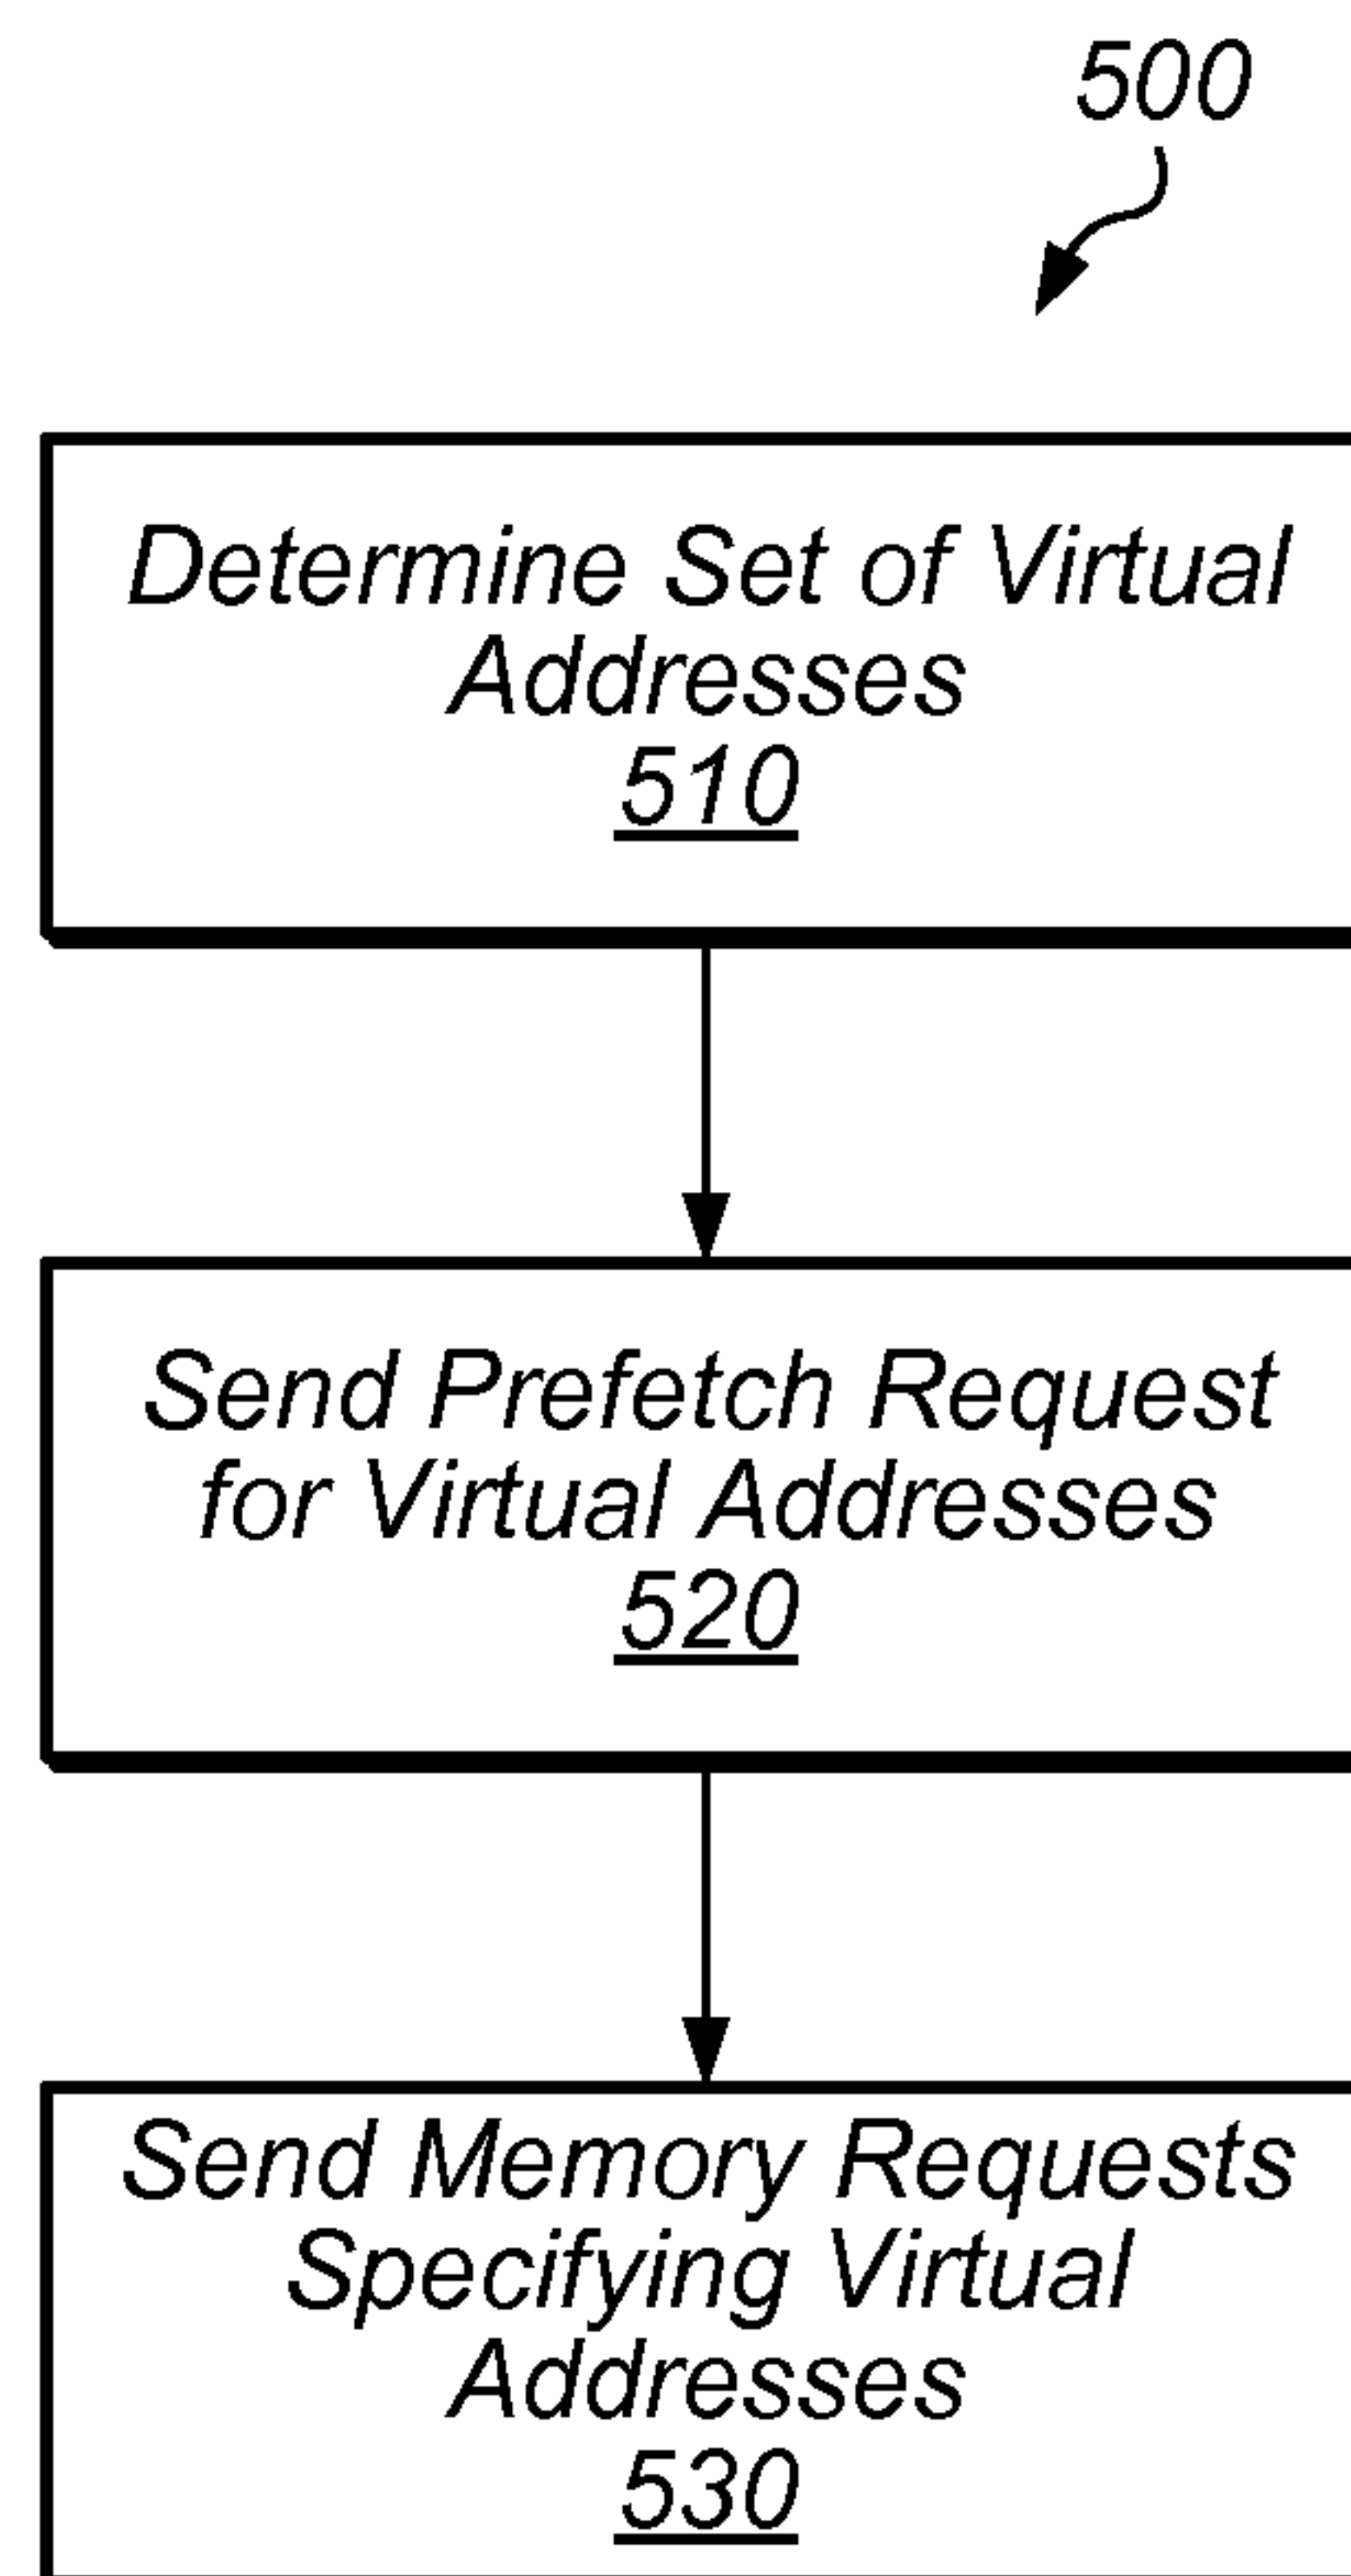 500
Determine Set of Virtual
Addresses
510
Send Prefetch Request
for Virtual Addresses
520
Send Memory Requests
Specifying Virtual
Addresses
530